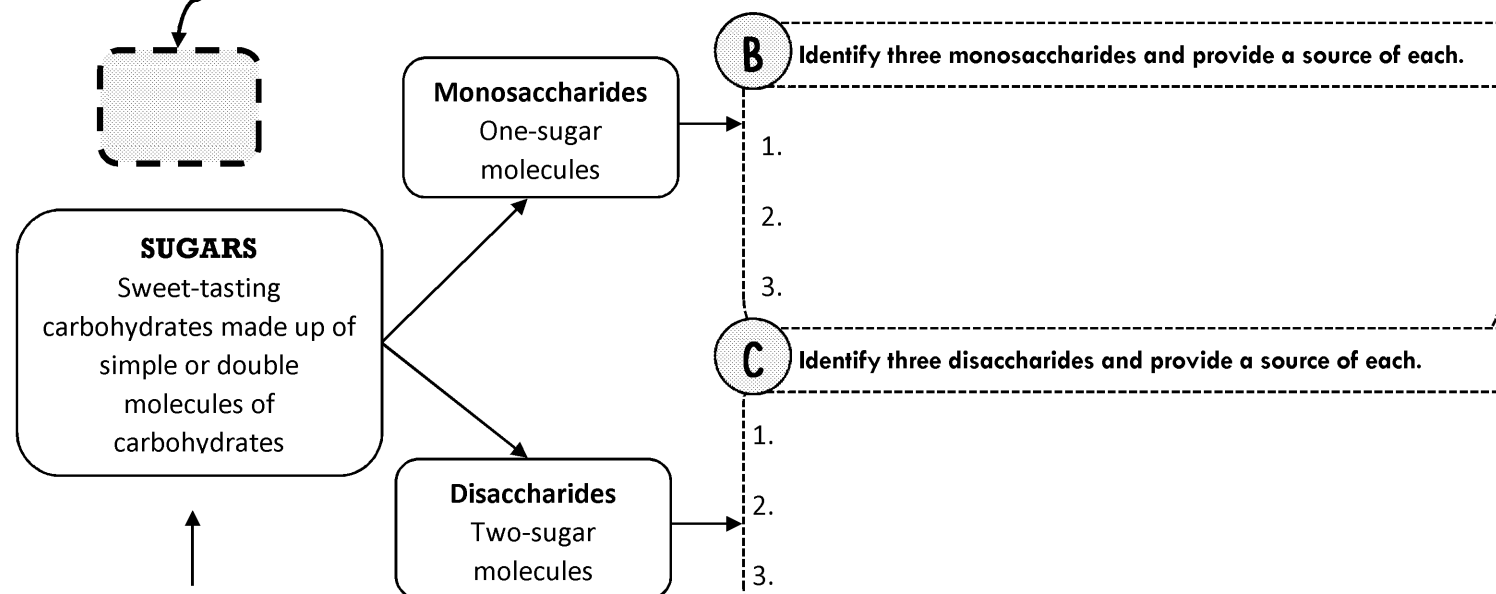 SUGARS
Sweet-tasting
carbohydrates made up of
simple or double
molecules of
carbohydrates
Monosaccharides
One-sugar
molecules
Disaccharides
Two-sugar
molecules
B
Identify three monosaccharides and provide a source of each.
1.
2.
3.
C
Identify three disaccharides and provide a source of each.
1.
2.
3.